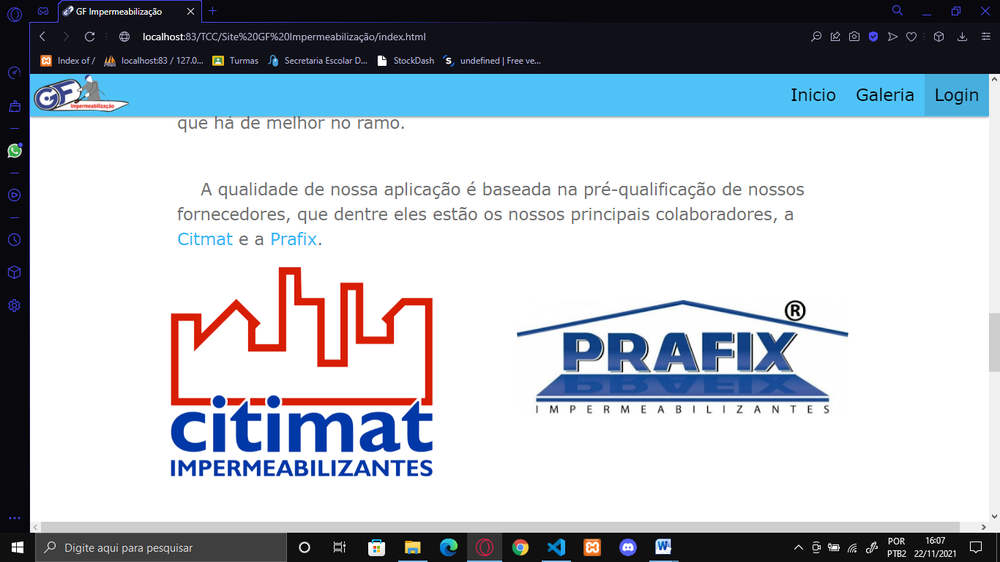 GF Impermeabilização
localhost:83/TCC/Site%20GF%20Impermeabilização/index.html
Index of /
localhost:83 / 127.0...
Turmas
Secretaria Escolar D...
StockDash
undefined | Free ve...
GF
Impermeabilização
Inicio
Galeria
Login
que há de melhor no ramo.
A qualidade de nossa aplicação é baseada na pré-qualificação de nossos
fornecedores, que dentre eles estão os nossos principais colaboradores, a
Citmat e a Prafix.
citimat
IMPERMEABILIZANTES
®
PRAFIX
IMPERMEABILIZANTES
Digite aqui para pesquisar
POR
PTB2
16:07
22/11/2021